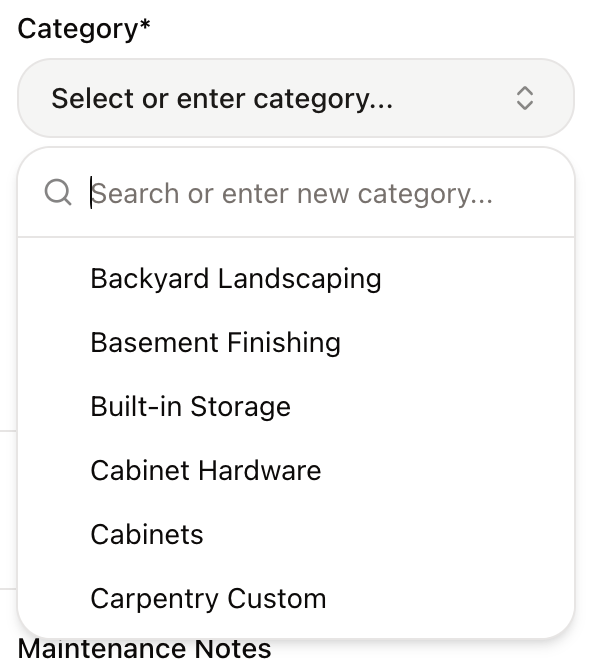 Category*
Select or enter category...
Search or enter new category...
Backyard Landscaping
Basement Finishing
Built-in Storage
Cabinet Hardware
Cabinets
Carpentry Custom
Maintenance Notes